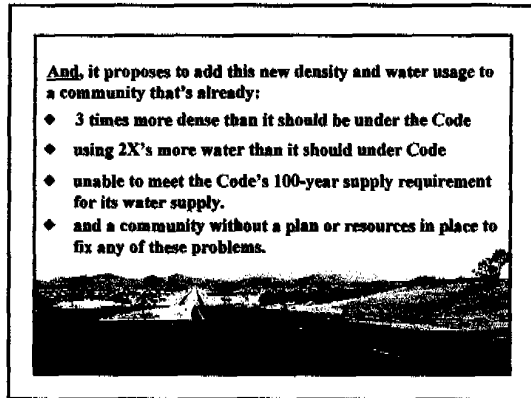 And, it proposes to add this new density and water usage to
a community that's already:
◆ 3 times more dense than it should be under the Code
◆ using 2X's more water than it should under Code
◆ unable to meet the Code's 100-year supply requirement
for its water supply.
◆ and a community without a plan or resources in place to
fix any of these problems.